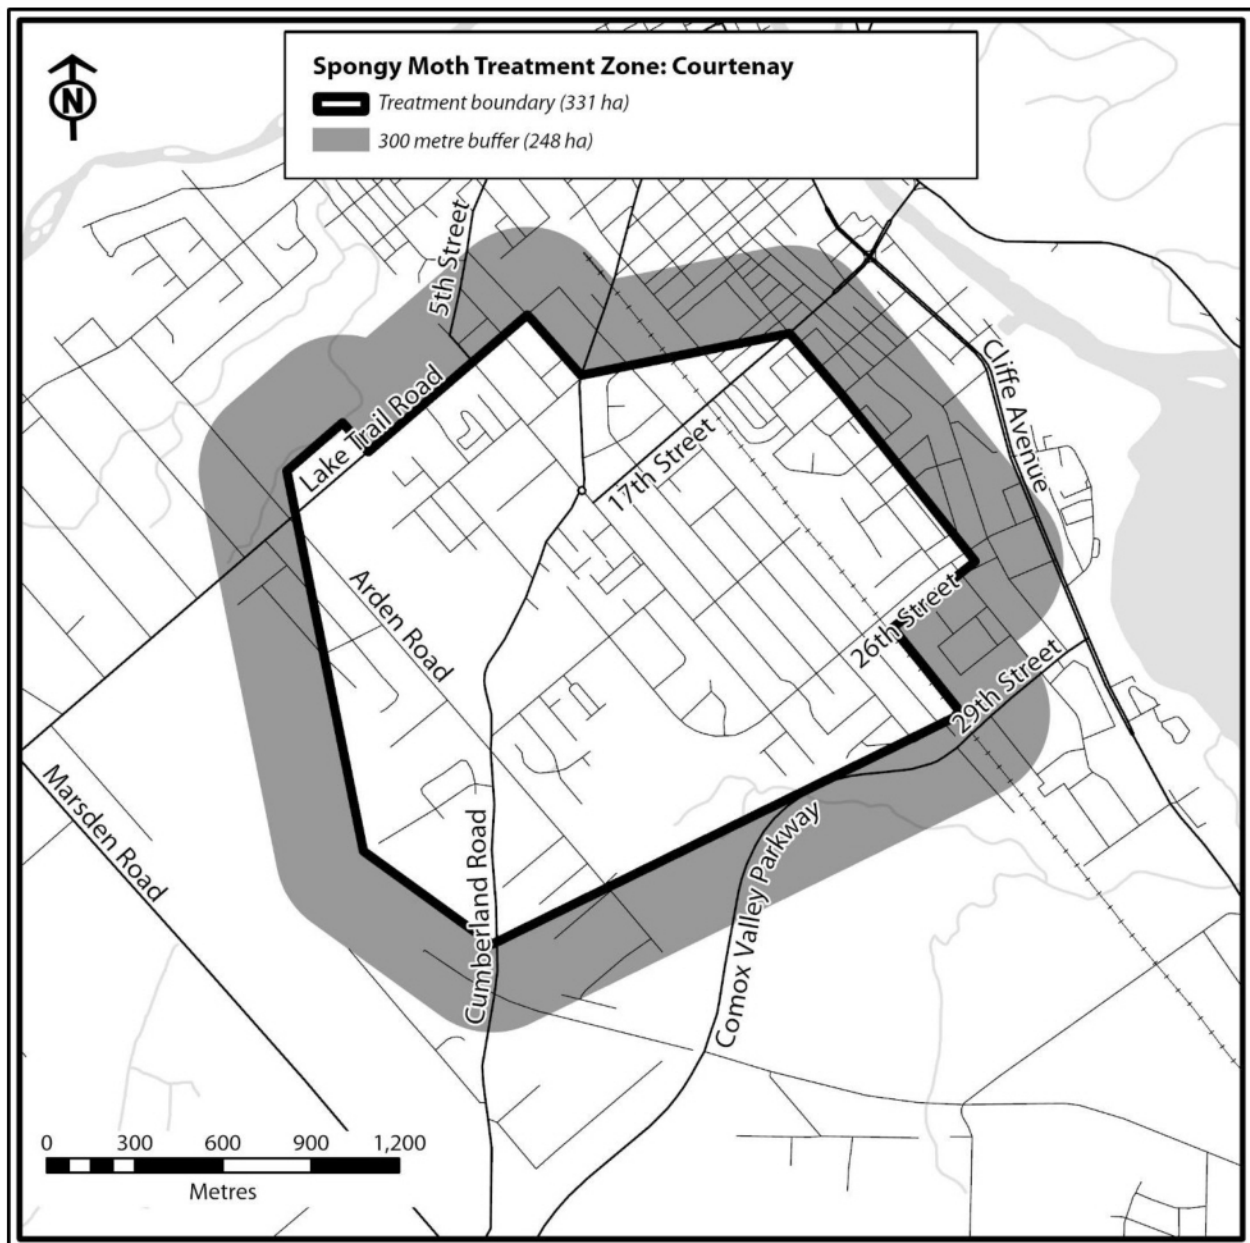 N
Spongy Moth Treatment Zone: Courtenay
Treatment boundary (331 ha)
300 metre buffer (248 ha)
5th Street
Cliffe Avenue
Lake Trail Road
17th Street
Arden Road
26th Street
29th Street
Marsden Road
Cumberland Road
Comox Valley Parkway
0 300 600 900 1,200
Metres